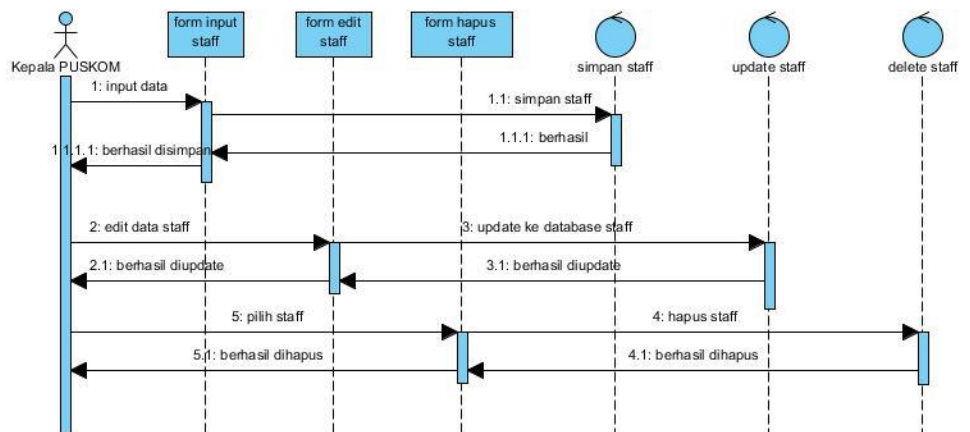 form input
staff
form edit
staff
form hapus
staff
Kepala PUSKOM
simpan staff
update staff
delete staff
1: input data
1.1: simpan staff
1.1.1: berhasil
1.1.1.1: berhasil disimpan
2: edit data staff
3: update ke database staff
2.1: berhasil diupdate
3.1: berhasil diupdate
5: pilih staff
4: hapus staff
5.1: berhasil dihapus
4.1: berhasil dihapus